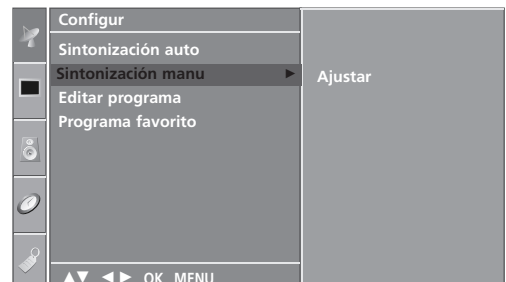 Configur
Sintonización auto
Sintonización manu ► Ajustar
Editar programa
Programa favorito
▲▼ ◄► OK MENU